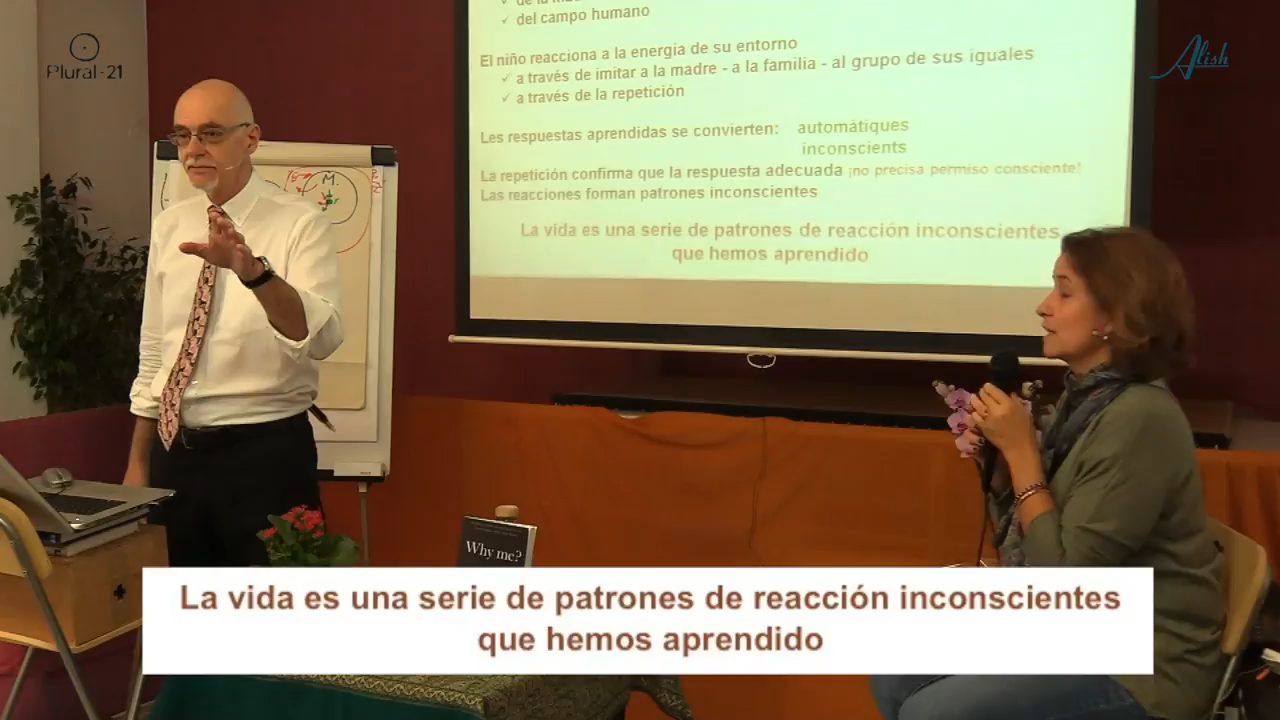 Plural-21
Alish
✓ del campo humano
El niño reacciona a la energia de su entorno
✓ a través de imitar a la madre - a la familia - al grupo de sus iguales
✓ a través de la repetición
Les respuestas aprendidas se convierten: automàtiques
inconscients
La repetición confirma que la respuesta adecuada ¡no precisa permiso consciente!
Las reacciones forman patrones inconscientes
La vida es una serie de patrones de reacción inconscientes
que hemos aprendido
M.
Why me?
La vida es una serie de patrones de reacción inconscientes
que hemos aprendido